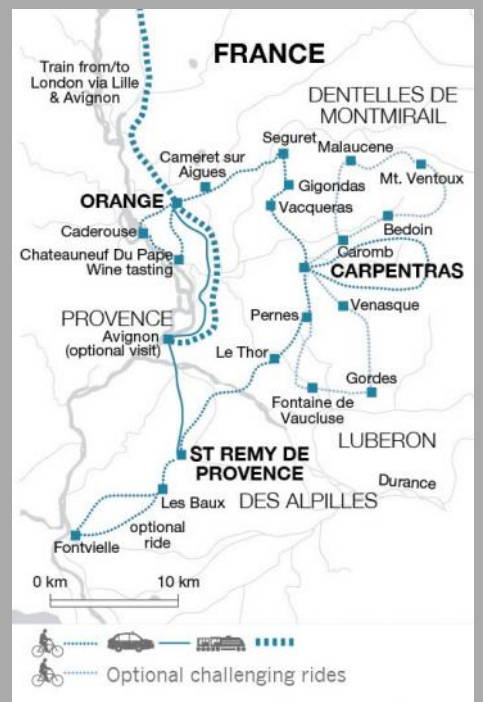 FRANCE
Train from/to
London via Lille
& Avignon
DENTELLES DE
MONTMIRAIL
Seguret
Malaucene
Cameret sur
Aigues
Mt. Ventoux
Gigondas
ORANGE
Vacqueras
Bedoin
Caderouse
Caromb
Chateauneuf Du Pape
Wine tasting
CARPENTRAS
Venasque
PROVENCE
Pernes
Avignon
(optional visit)
Le Thor
Gordes
Fontaine de
Vaucluse
LUBERON
ST REMY DE
PROVENCE
Durance
Les Baux
DES ALPILLES
optional
ride
Fontvielle
0 km
10 km
Optional challenging rides